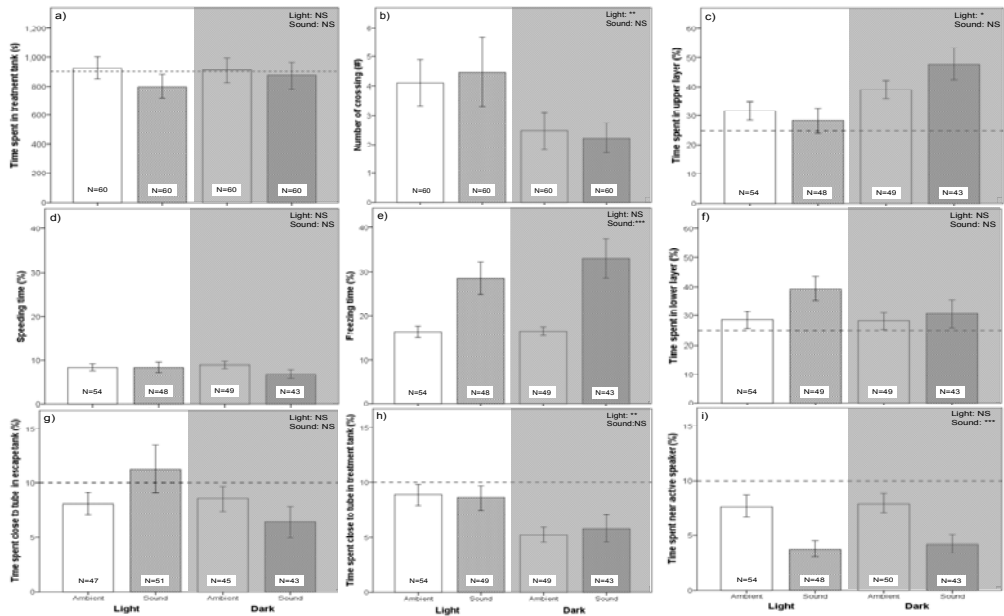 a)
Light: NS
Sound: NS
Time spent in treatment tank (s)
1,200
1,000
800
600
400
200
0
N=60
N=60
N=60
N=60
b)
Light: **
Sound: NS
Number of crossing (#)
6
5
4
3
2
1
0
N=60
N=60
N=60
N=60
c)
Light: *
Sound: NS
Time spent in upper layer (%)
60
50
40
30
20
10
0
N=54
N=48
N=49
N=43
d)
Light: NS
Sound: NS
Speeding time (%)
40
30
20
10
0
N=54
N=48
N=49
N=43
e)
Light: NS
Sound:***
Freezing time (%)
40
30
20
10
0
N=54
N=48
N=49
N=43
f)
Light: NS
Sound: NS
Time spent in lower layer (%)
60
50
40
30
20
10
0
N=54
N=49
N=49
N=43
g)
Light: NS
Sound: NS
Time spent close to tube in escape tank (%)
15
10
5
0
N=47
N=51
N=45
N=43
Ambient
Sound
Ambient
Sound
Light
Dark
h)
Light: **
Sound:NS
Time spent close to tube in treatment tank (%)
15
10
5
0
N=54
N=49
N=49
N=43
Ambient
Sound
Ambient
Sound
Light
Dark
i)
Light: NS
Sound: ***
Time spent near active speaker (%)
15
10
5
0
N=54
N=48
N=50
N=43
Ambient
Sound
Ambient
Sound
Light
Dark